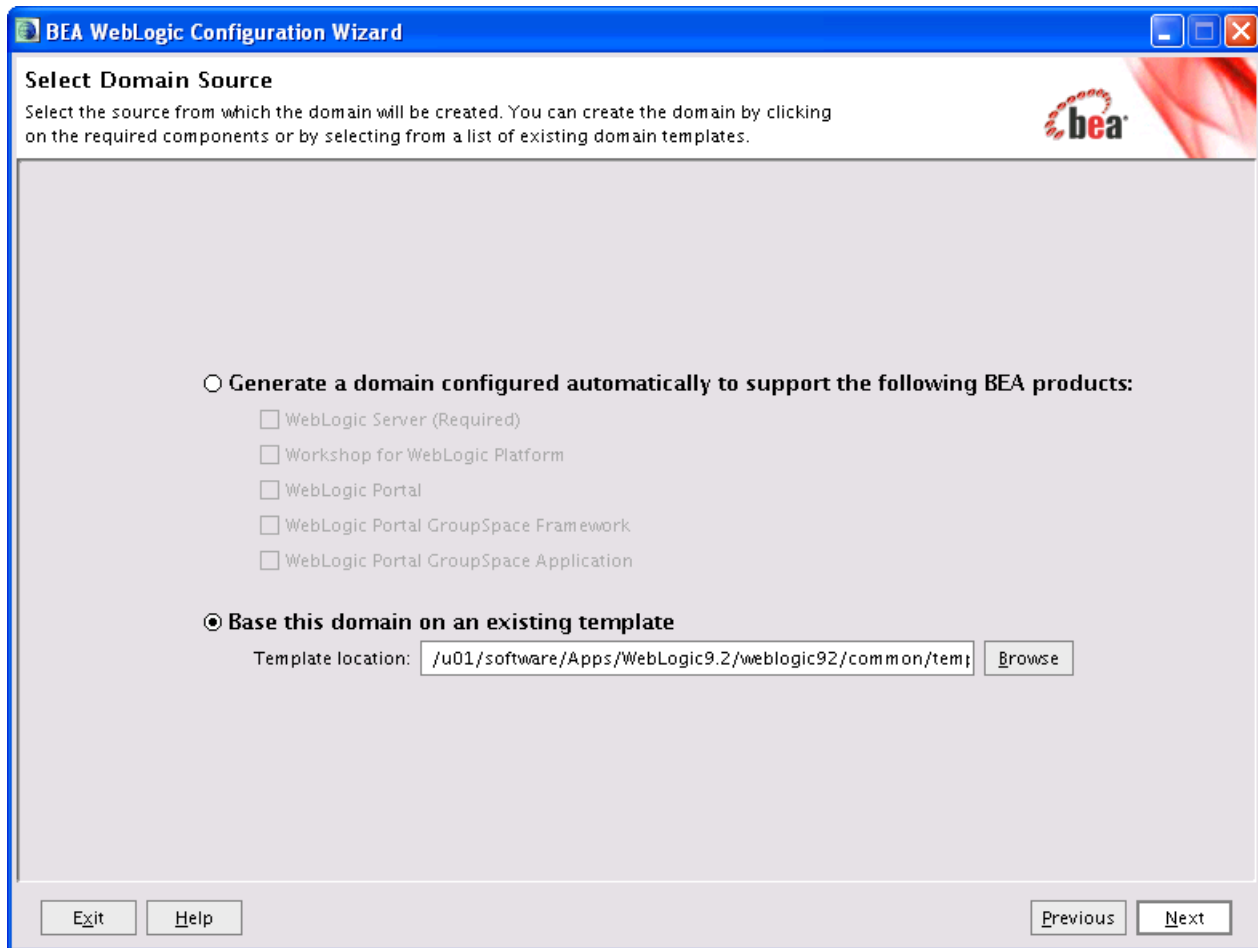 BEA WebLogic Configuration Wizard
Select Domain Source
Select the source from which the domain will be created. You can create the domain by clicking
on the required components or by selecting from a list of existing domain templates.
bea
Generate a domain configured automatically to support the following BEA products:
WebLogic Server (Required)
Workshop for WebLogic Platform
WebLogic Portal
WebLogic Portal GroupSpace Framework
WebLogic Portal GroupSpace Application
Base this domain on an existing template
Template location: /u01/software/Apps/WebLogic9.2/weblogic92/common/temp Browse
Exit Help Previous Next